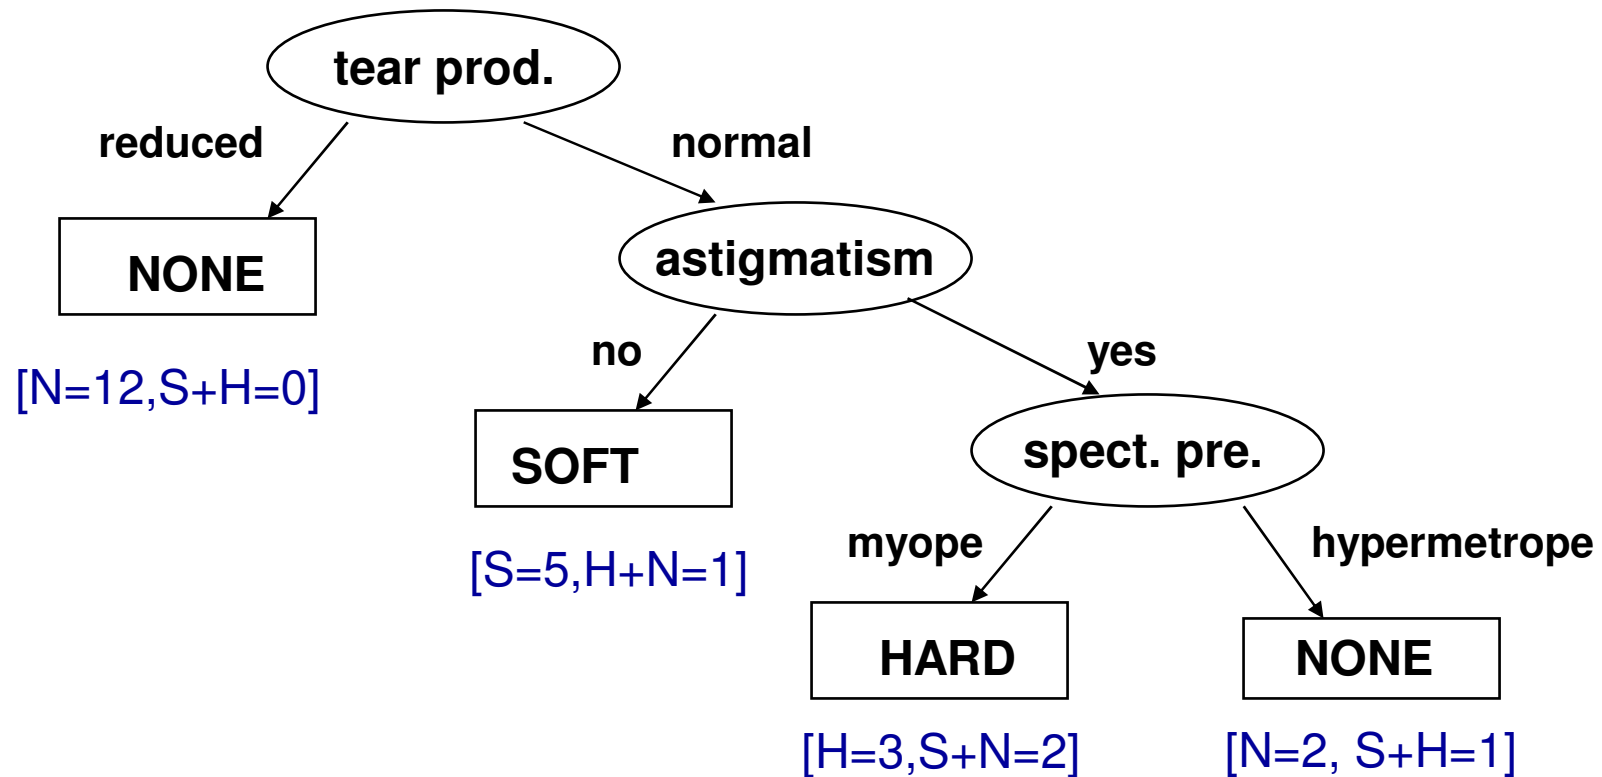 tear prod.
reduced
normal
NONE
astigmatism
[N=12,S+H=0]
no
yes
SOFT
spect. pre.
[S=5,H+N=1]
myope
hypermetrope
HARD
NONE
[H=3,S+N=2]
[N=2, S+H=1]